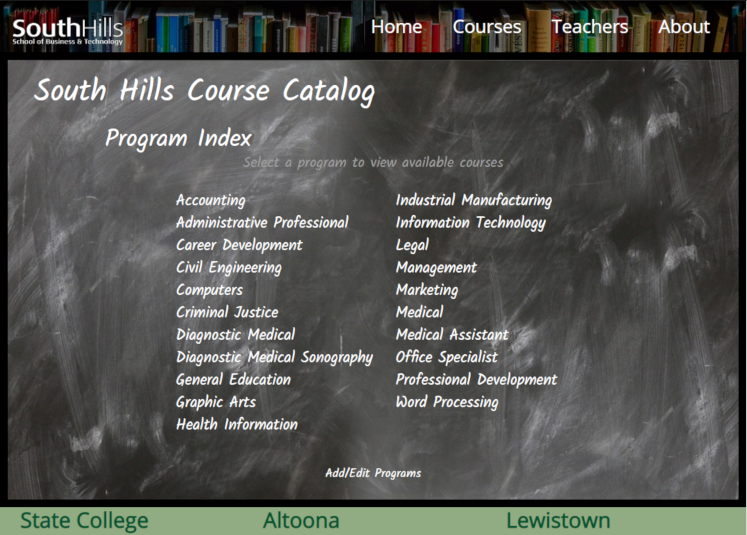 SouthHills
School of Business & Technology
Home Courses Teachers About
South Hills Course Catalog
Program Index
Select a program to view available courses
Accounting
Administrative Professional
Career Development
Civil Engineering
Computers
Criminal Justice
Diagnostic Medical
Diagnostic Medical Sonography
General Education
Graphic Arts
Health Information
Industrial Manufacturing
Information Technology
Legal
Management
Marketing
Medical
Medical Assistant
Office Specialist
Professional Development
Word Processing
Add/Edit Programs
State College Altoona Lewistown